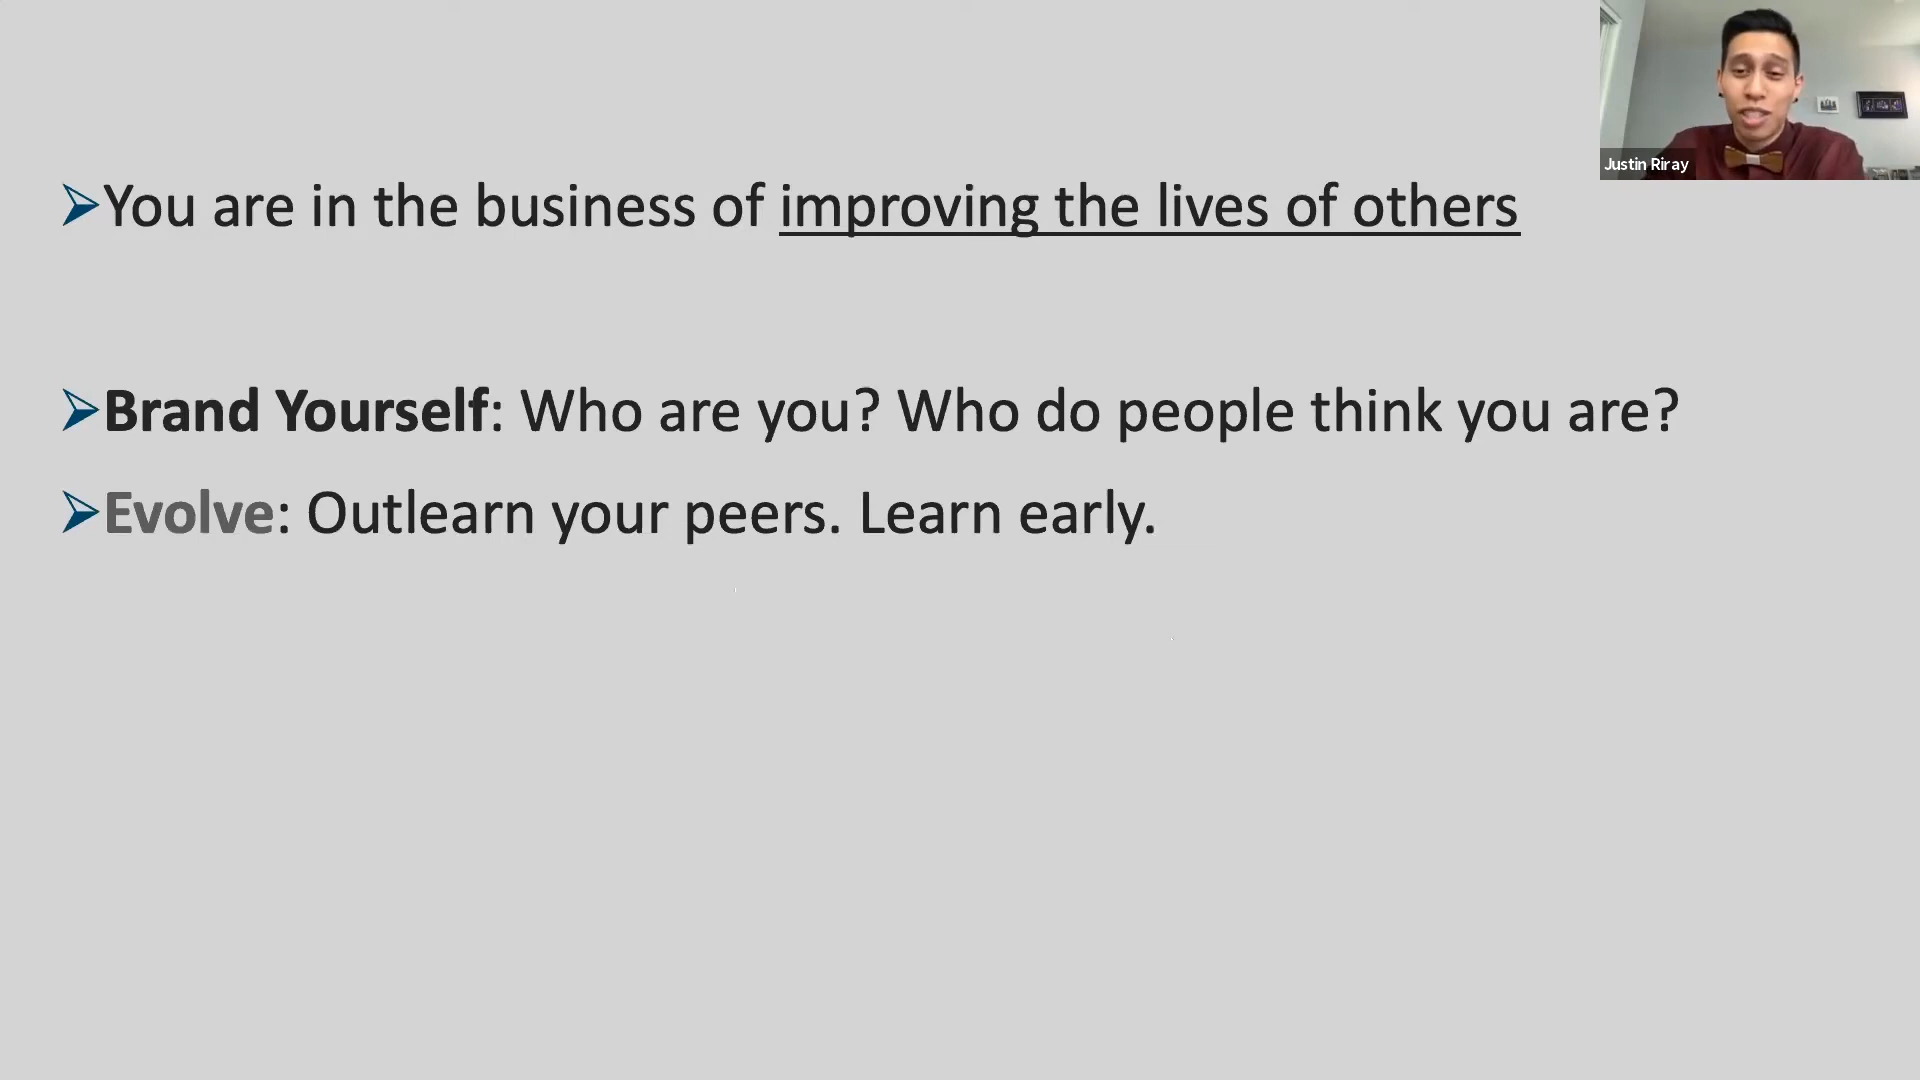 You are in the business of improving the lives of others
Brand Yourself: Who are you? Who do people think you are?
Evolve: Outlearn your peers. Learn early.
Justin Riray